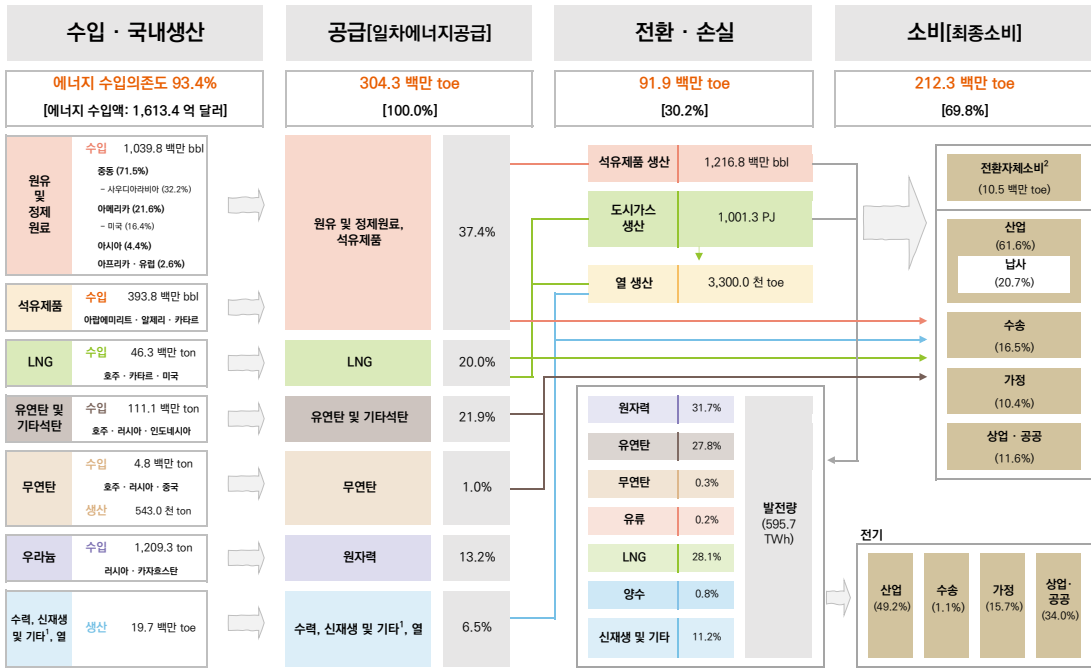 수입 · 국내생산
공급[일차에너지공급]
전환 · 손실
소비[최종소비]
에너지 수입의존도 93.4%
[에너지 수입액: 1,613.4 억 달러]
304.3 백만 toe
[100.0%]
91.9 백만 toe
[30.2%]
212.3 백만 toe
[69.8%]
원유
및
정제
원료
수입 1,039.8 백만 bbl
중동 (71.5%)
- 사우디아라비아 (32.2%)
아메리카 (21.6%)
- 미국 (16.4%)
아시아 (4.4%)
아프리카 · 유럽 (2.6%)
석유제품
수입 393.8 백만 bbl
아랍에미리트 · 알제리 · 카타르
LNG
수입 46.3 백만 ton
호주 · 카타르 · 미국
유연탄 및
기타석탄
수입 111.1 백만 ton
호주 · 러시아 · 인도네시아
무연탄
수입 4.8 백만 ton
호주 · 러시아 · 중국
생산 543.0 천 ton
우라늄
수입 1,209.3 ton
러시아 · 카자흐스탄
수력, 신재생
및 기타1, 열
생산 19.7 백만 toe
원유 및 정제원료,
석유제품
37.4%
LNG
20.0%
유연탄 및 기타석탄
21.9%
무연탄
1.0%
원자력
13.2%
수력, 신재생 및 기타1, 열
6.5%
석유제품 생산 1,216.8 백만 bbl
도시가스
생산
1,001.3 PJ
열 생산 3,300.0 천 toe
원자력 31.7%
유연탄 27.8%
무연탄 0.3%
유류 0.2%
LNG 28.1%
양수 0.8%
신재생 및 기타 11.2%
발전량
(595.7
TWh)
전환자체소비2
(10.5 백만 toe)
산업
(61.6%)
납사
(20.7%)
수송
(16.5%)
가정
(10.4%)
상업 · 공공
(11.6%)
전기
산업
(49.2%)
수송
(1.1%)
가정
(15.7%)
상업·
공공
(34.0%)